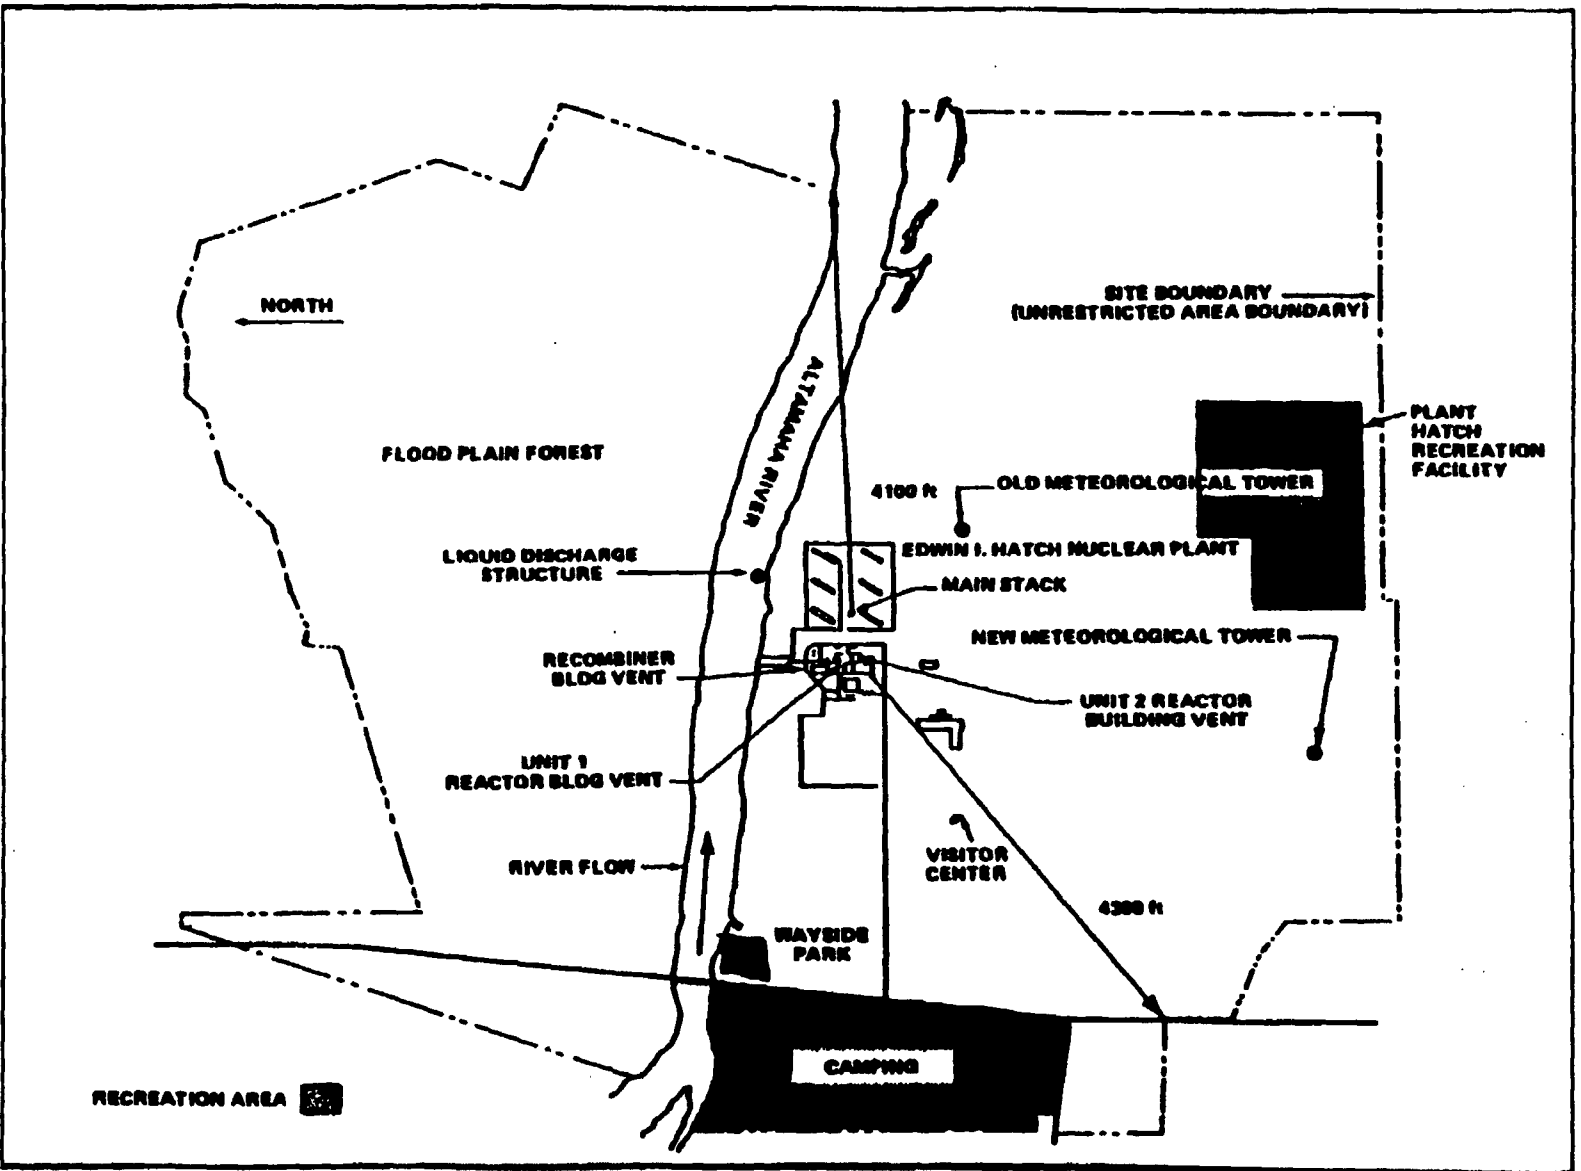 NORTH
SITE BOUNDARY
(UNRESTRICTED AREA BOUNDARY)
ALTAMAHA RIVER
PLANT
HATCH
RECREATION
FACILITY
FLOOD PLAIN FOREST
4100 ft
OLD METEOROLOGICAL TOWER
EDWIN I. HATCH NUCLEAR PLANT
LIQUID DISCHARGE
STRUCTURE
MAIN STACK
NEW METEOROLOGICAL TOWER
RECOMBINER
BLDG VENT
UNIT 2 REACTOR
BUILDING VENT
UNIT 1
REACTOR BLDG VENT
VISITOR
CENTER
RIVER FLOW
ft
WAYSIDE
PARK
CAMPING
RECREATION AREA